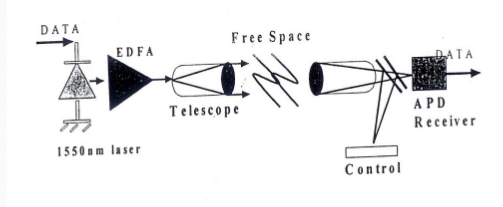 DATA
EDFA
Free Space
DATA
Telescope
APD
Receiver
1550nm laser
Control